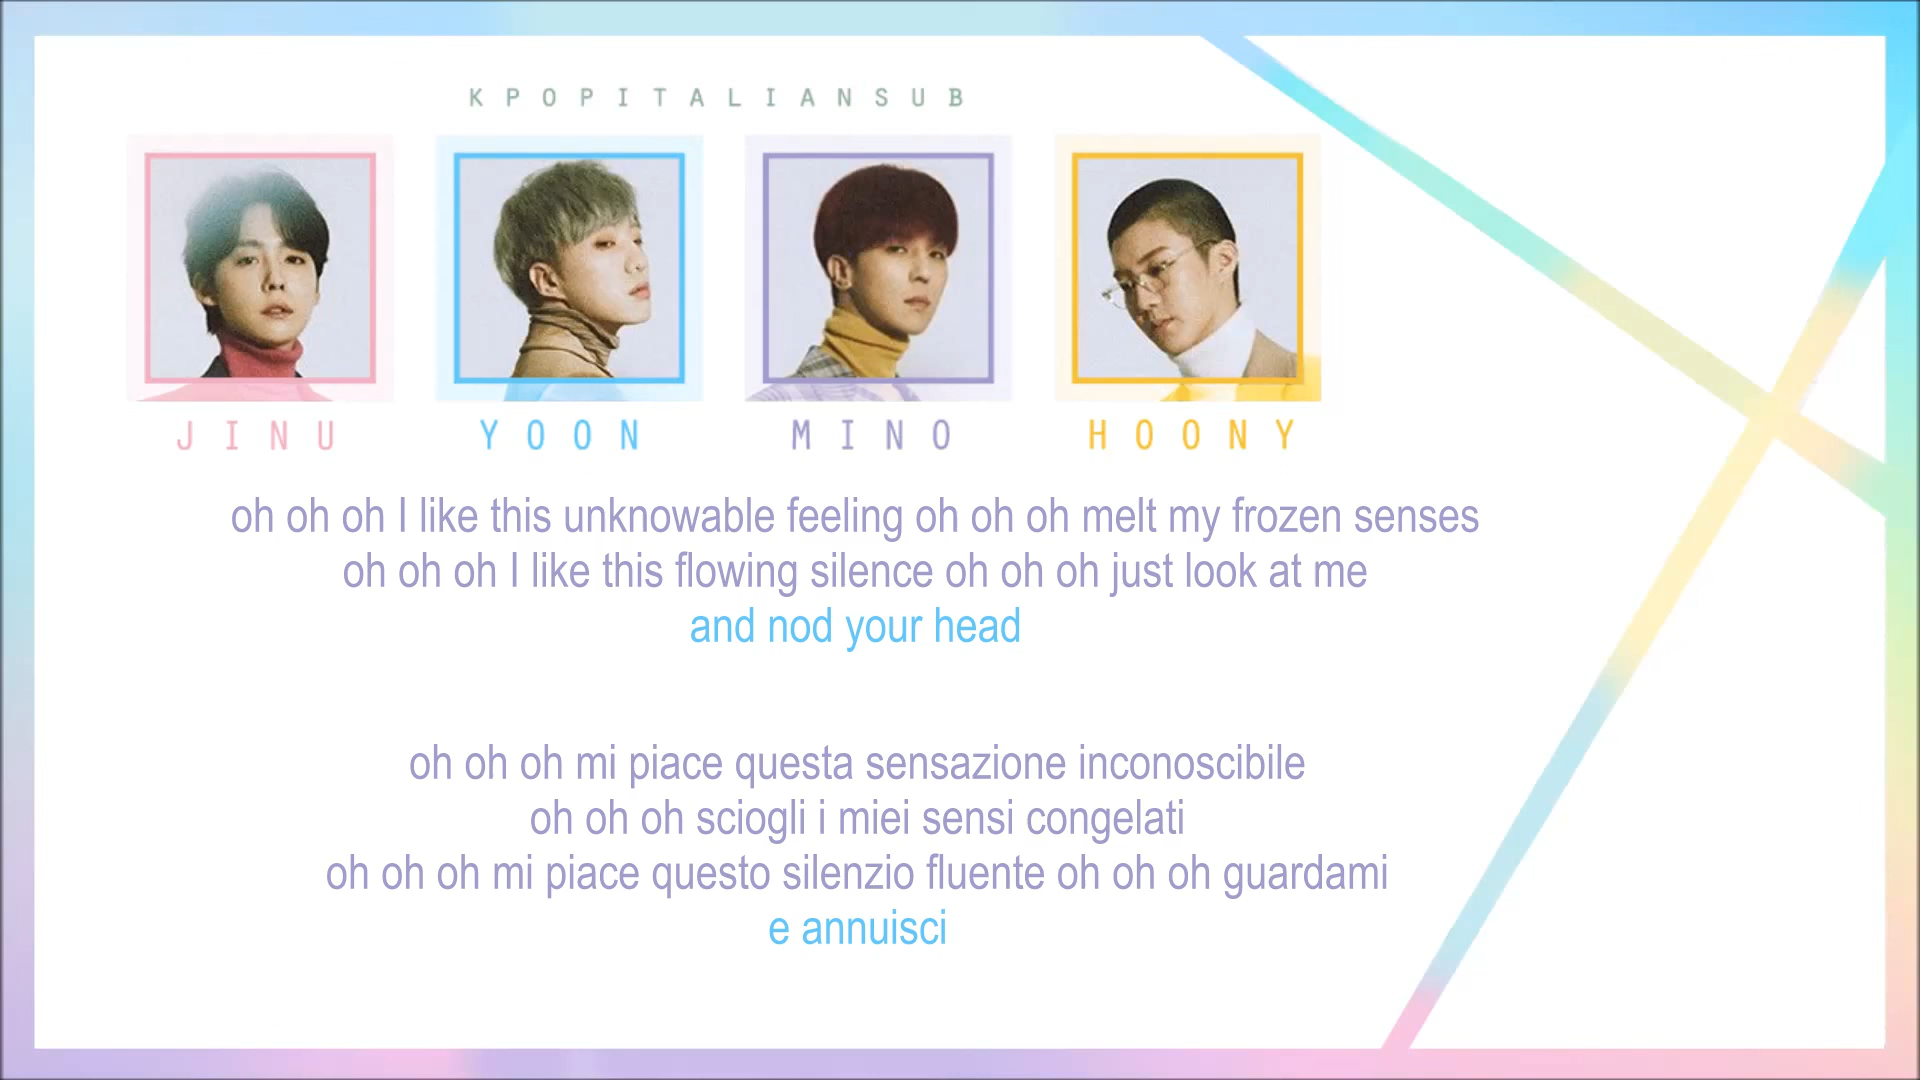 KPOPITALIANSUB
JINU YOON MINO HOONY
oh oh oh I like this unknowable feeling oh oh oh melt my frozen senses
oh oh oh I like this flowing silence oh oh oh just look at me
and nod your head
oh oh oh mi piace questa sensazione inconoscibile
oh oh oh sciogli i miei sensi congelati
oh oh oh mi piace questo silenzio fluente oh oh oh guardami
e annuisci